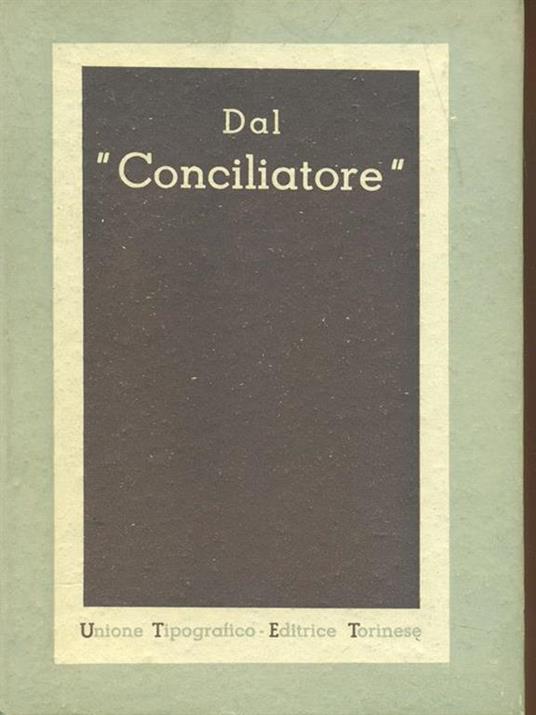 Dal
"Conciliatore"
Unione Tipografico - Editrice Torinese